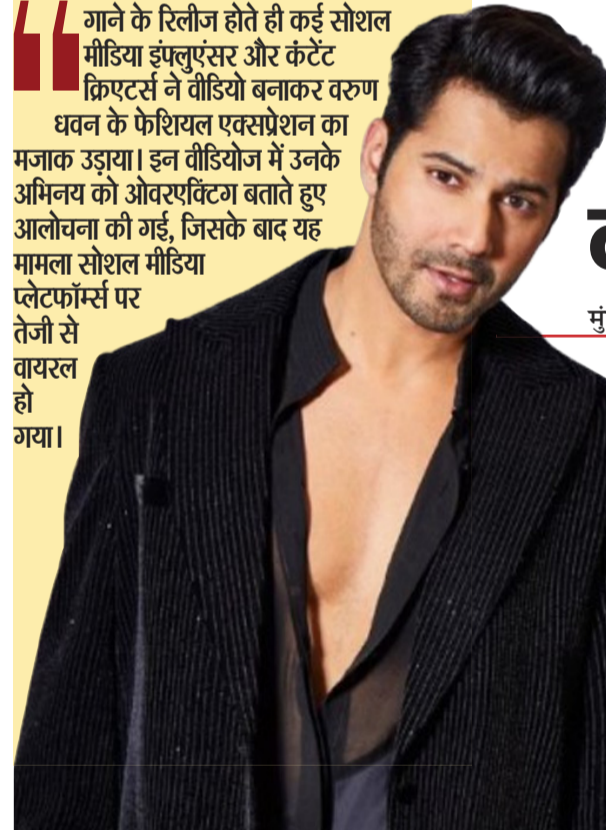 गाने के रिलीज होते ही कई सोशल
मीडिया इंफ्लुएंसर और कंटेंट
क्रिएटर्स ने वीडियो बनाकर वरुण
धवन के फेशियल एक्सप्रेशन का
मजाक उड़ाया। इन वीडियोज में उनके
अभिनय को ओवरएक्टिंग बताते हुए
आलोचना की गई, जिसके बाद यह
मामला सोशल मीडिया
प्लेटफॉर्म्स पर
तेजी से
वायरल
हो
गया।